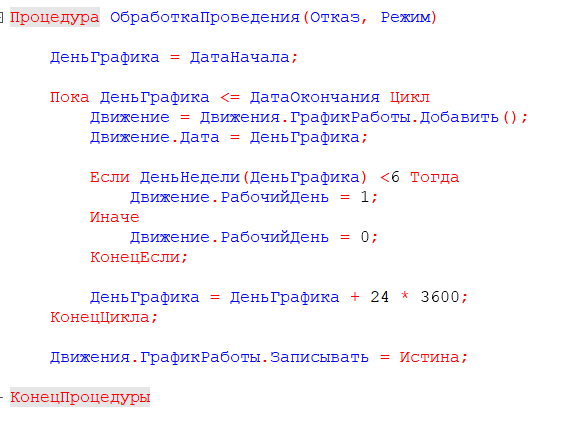 Процедура ОбработкаПроведения(Отказ, Режим)
ДеньГрафика = ДатаНачала;
Пока ДеньГрафика <= ДатаОкончания Цикл
Движение = Движения.ГрафикРаботы.Добавить();
Движение.Дата = ДеньГрафика;
Если ДеньНедели(ДеньГрафика) <6 Тогда
Движение.РабочийДень = 1;
Иначе
Движение.РабочийДень = 0;
КонецЕсли;
ДеньГрафика = ДеньГрафика + 24 * 3600;
КонецЦикла;
Движения.ГрафикРаботы.Записывать = Истина;
КонецПроцедуры